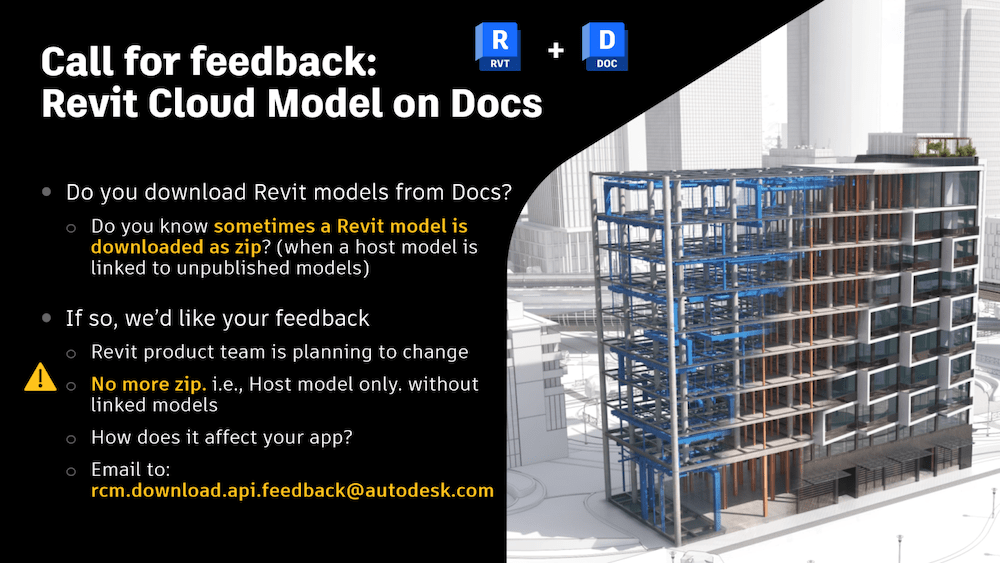 Call for feedback:
Revit Cloud Model on Docs
R
RVT
+
D
DOC
Do you download Revit models from Docs?
Do you know sometimes a Revit model is
downloaded as zip? (when a host model is
linked to unpublished models)
If so, we’d like your feedback
Revit product team is planning to change
No more zip. i.e., Host model only. without
linked models
How does it affect your app?
Email to:
rcm.download.api.feedback@autodesk.com